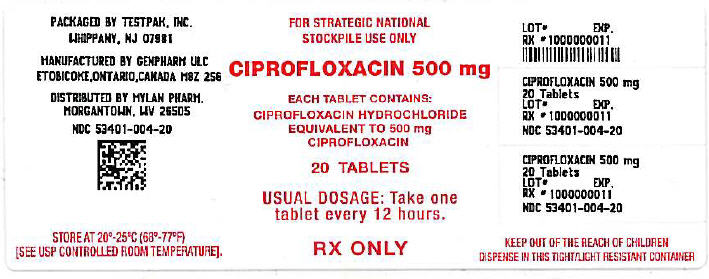 PACKAGED BY TESTPAK, INC.
WHIPPANY, NJ 07981
MANUFACTURED BY GENPHARM ULC
ETOBICOKE,ONTARIO,CANADA M8Z 2S6
DISTRIBUTED BY MYLAN PHARM.
MORGANTOWN, WV 26505
NDC 53401-004-20
STORE AT 20°-25°C (68°-77°F)
[SEE USP CONTROLLED ROOM TEMPERATURE].
FOR STRATEGIC NATIONAL
STOCKPILE USE ONLY
CIPROFLOXACIN 500 mg
EACH TABLET CONTAINS:
CIPROFLOXACIN HYDROCHLORIDE
EQUIVALENT TO 500 mg
CIPROFLOXACIN
20 TABLETS
USUAL DOSAGE: Take one
tablet every 12 hours.
RX ONLY
LOT# EXP.
RX #1000000011
CIPROFLOXACIN 500 mg
20 Tablets
LOT# EXP.
RX #1000000011
NDC 53401-004-20
CIPROFLOXACIN 500 mg
20 Tablets
LOT# EXP.
RX #1000000011
NDC 53401-004-20
KEEP OUT OF THE REACH OF CHILDREN
DISPENSE IN THIS TIGHT/LIGHT RESISTANT CONTAINER